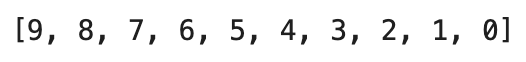 [9, 8, 7, 6, 5, 4, 3, 2, 1, 0]